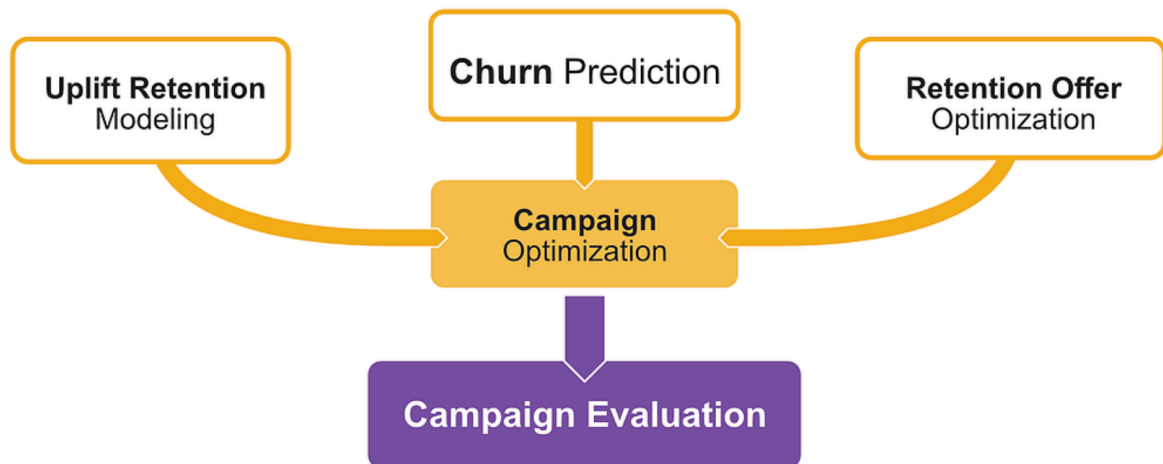 Uplift Retention
Modeling
Churn Prediction
Retention Offer
Optimization
Campaign
Optimization
Campaign Evaluation